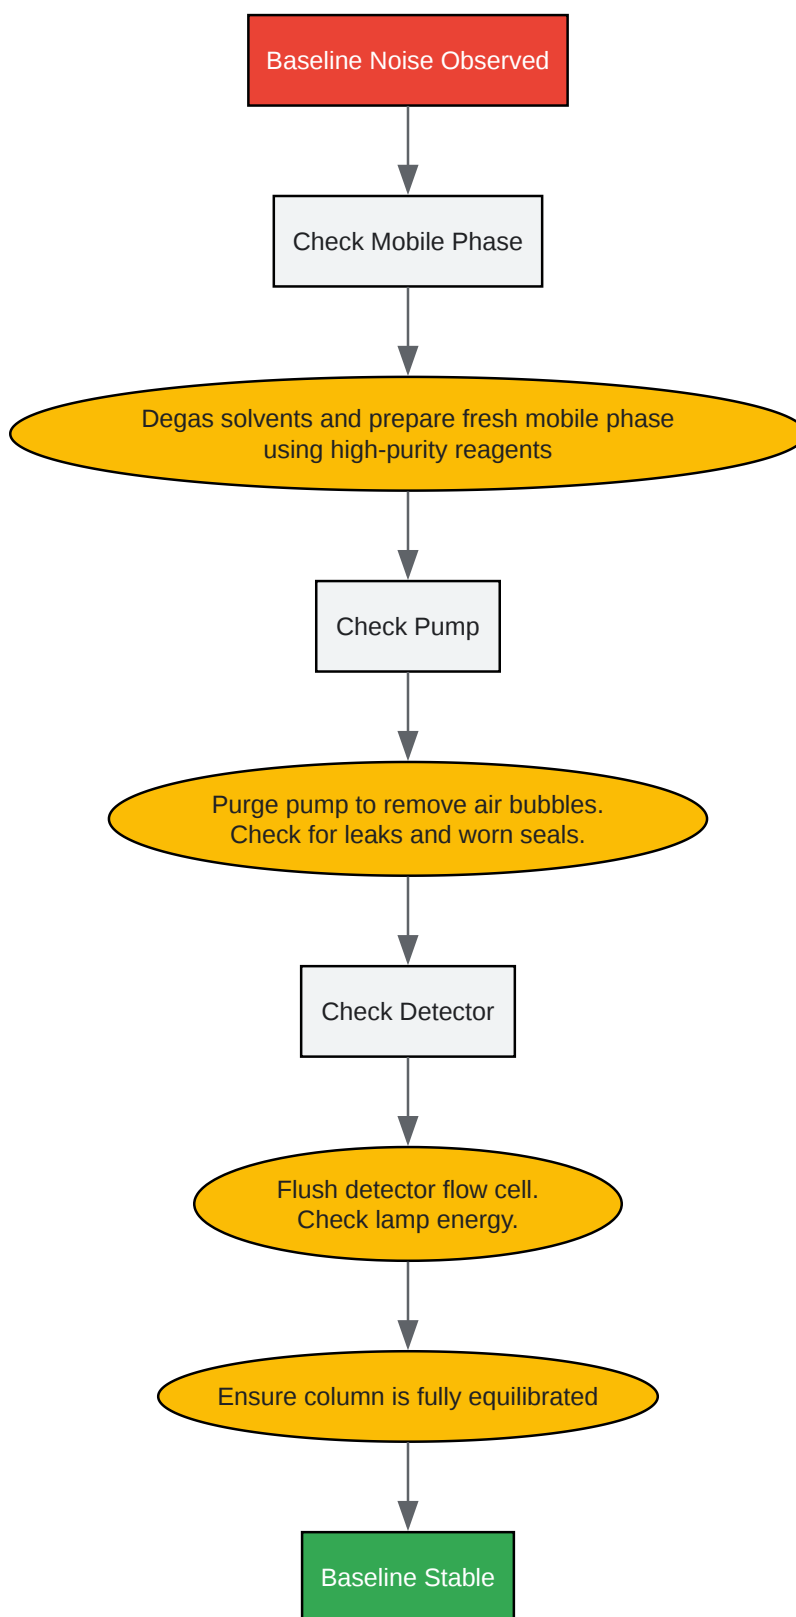 Baseline Noise Observed
Check Mobile Phase
Degas solvents and prepare fresh mobile phase
using high-purity reagents
Check Pump
Purge pump to remove air bubbles.
Check for leaks and worn seals.
Check Detector
Flush detector flow cell.
Check lamp energy.
Ensure column is fully equilibrated
Baseline Stable